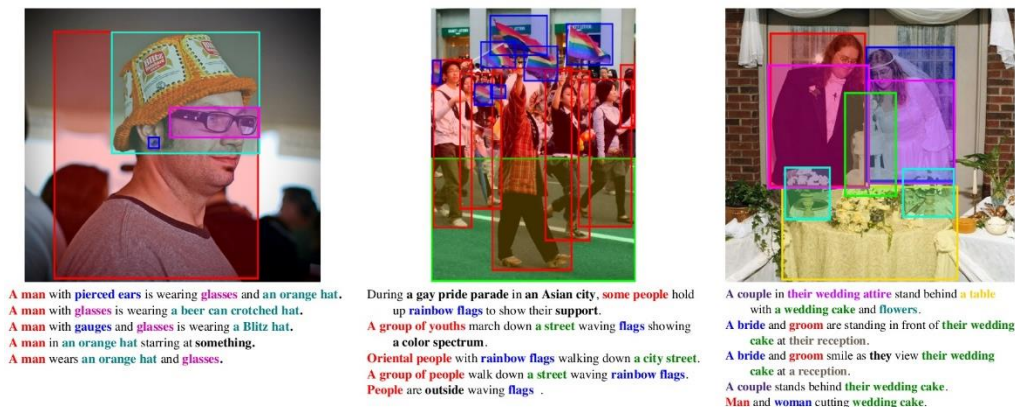 A man with pierced ears is wearing glasses and an orange hat.
A man with glasses is wearing a beer can crotched hat.
A man with gauges and glasses is wearing a Blitz hat.
A man in an orange hat starring at something.
A man wears an orange hat and glasses.
During a gay pride parade in an Asian city, some people hold
up rainbow flags to show their support.
A group of youths march down a street waving flags showing
a color spectrum.
Oriental people with rainbow flags walking down a city street.
A group of people walk down a street waving rainbow flags.
People are outside waving flags .
A couple in their wedding attire stand behind a table
with a wedding cake and flowers.
A bride and groom are standing in front of their wedding
cake at their reception.
A bride and groom smile as they view their wedding
cake at a reception.
A couple stands behind their wedding cake.
Man and woman cutting wedding cake.